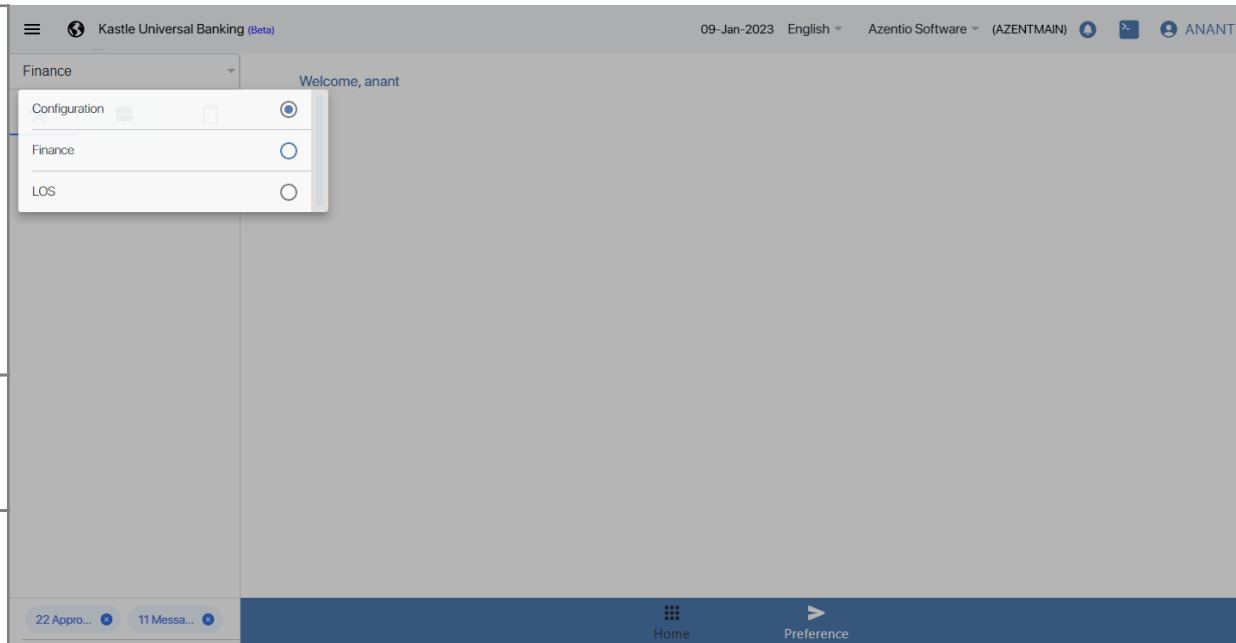 Kastle Universal Banking (Beta)
09-Jan-2023 English Azentio Software (AZENTMAIN) ANANT
Finance
Welcome, anant
Configuration
Finance
LOS
22 Appro... 11 Messa...
Home Preference